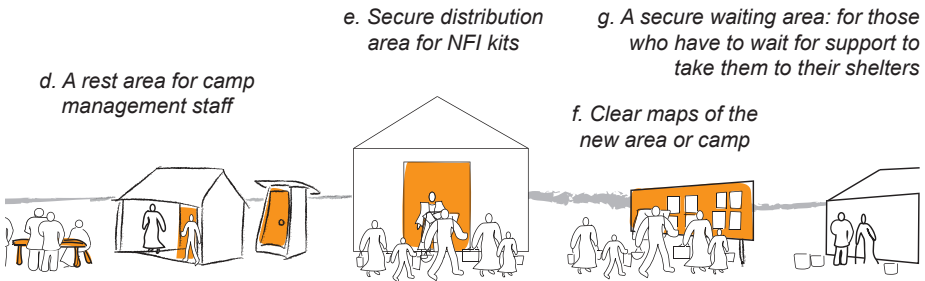 d. A rest area for camp
management staff
e. Secure distribution
area for NFI kits
f. Clear maps of the
new area or camp
g. A secure waiting area: for those
who have to wait for support to
take them to their shelters